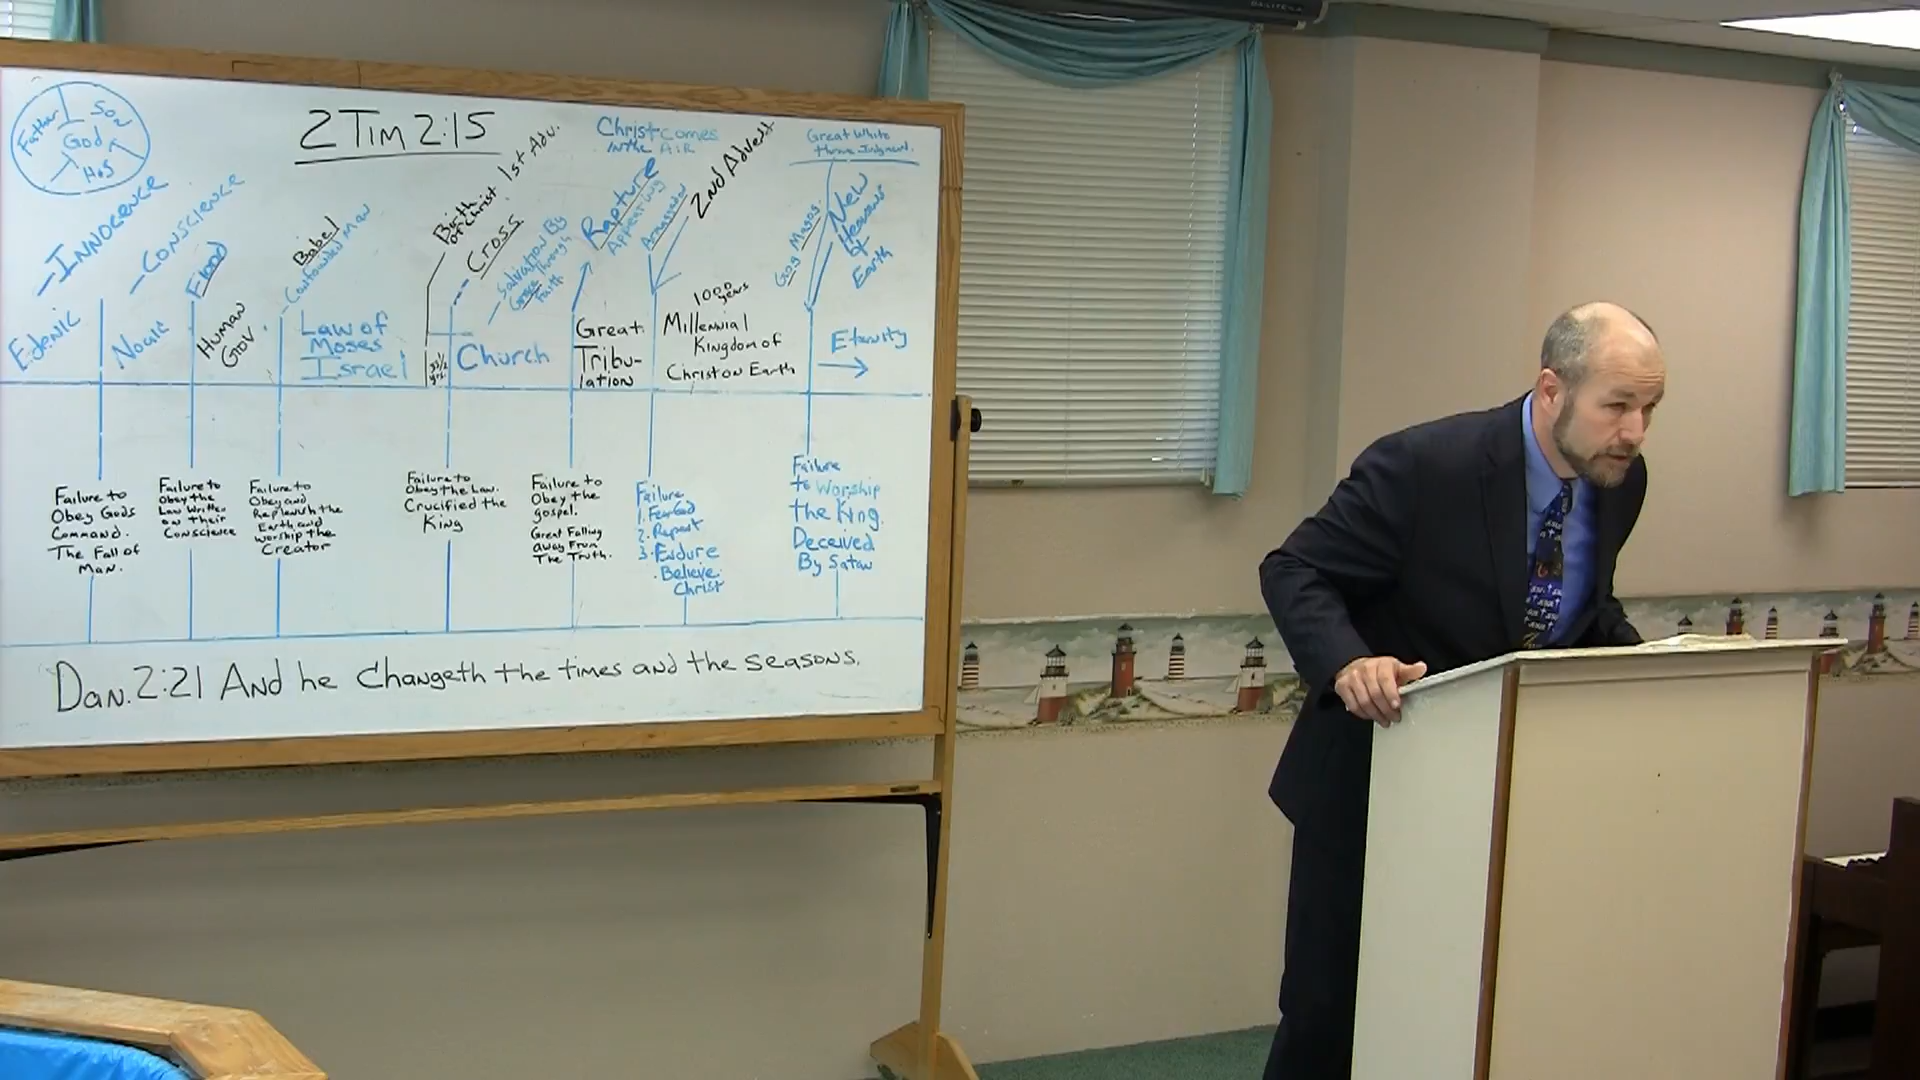 Father
Son
God
H.S
2 Tim 2:15
- Innocence
- Conscience
Flood
Babel
- Confounded Man
Birth
of Christ 1st Adv.
Cross
- Salvation By
Grace Through
Faith
Christ comes
in the Air
Rapture
Appearing
Armageddon
2nd Advent
Great White
Throne Judgment.
Gog Magog.
New
Heavens
&
Earth
Edenic
Noaic
Human
Gov.
Law of
Moses
Israel
Church
Great
Tribu-
lation
1000
years
Millennial
Kingdom of
Christ on Earth
Eternity
Failure to
Obey Gods
Command.
The Fall of
Man.
Failure to
Obey the
Law Written
on their
Conscience
Failure to
Obey and
Replenish the
Earth and
worship the
Creator
Failure to
Obey the Law.
Crucified the
King
Failure to
Obey the
gospel.
Great Falling
away From
The Truth.
Failure
1. Fear God
2. Repent
3. Endure
. Believe
Christ
Failure
to Worship
the King.
Deceived
By Satan
Dan. 2:21 And he Changeth the times and the seasons.